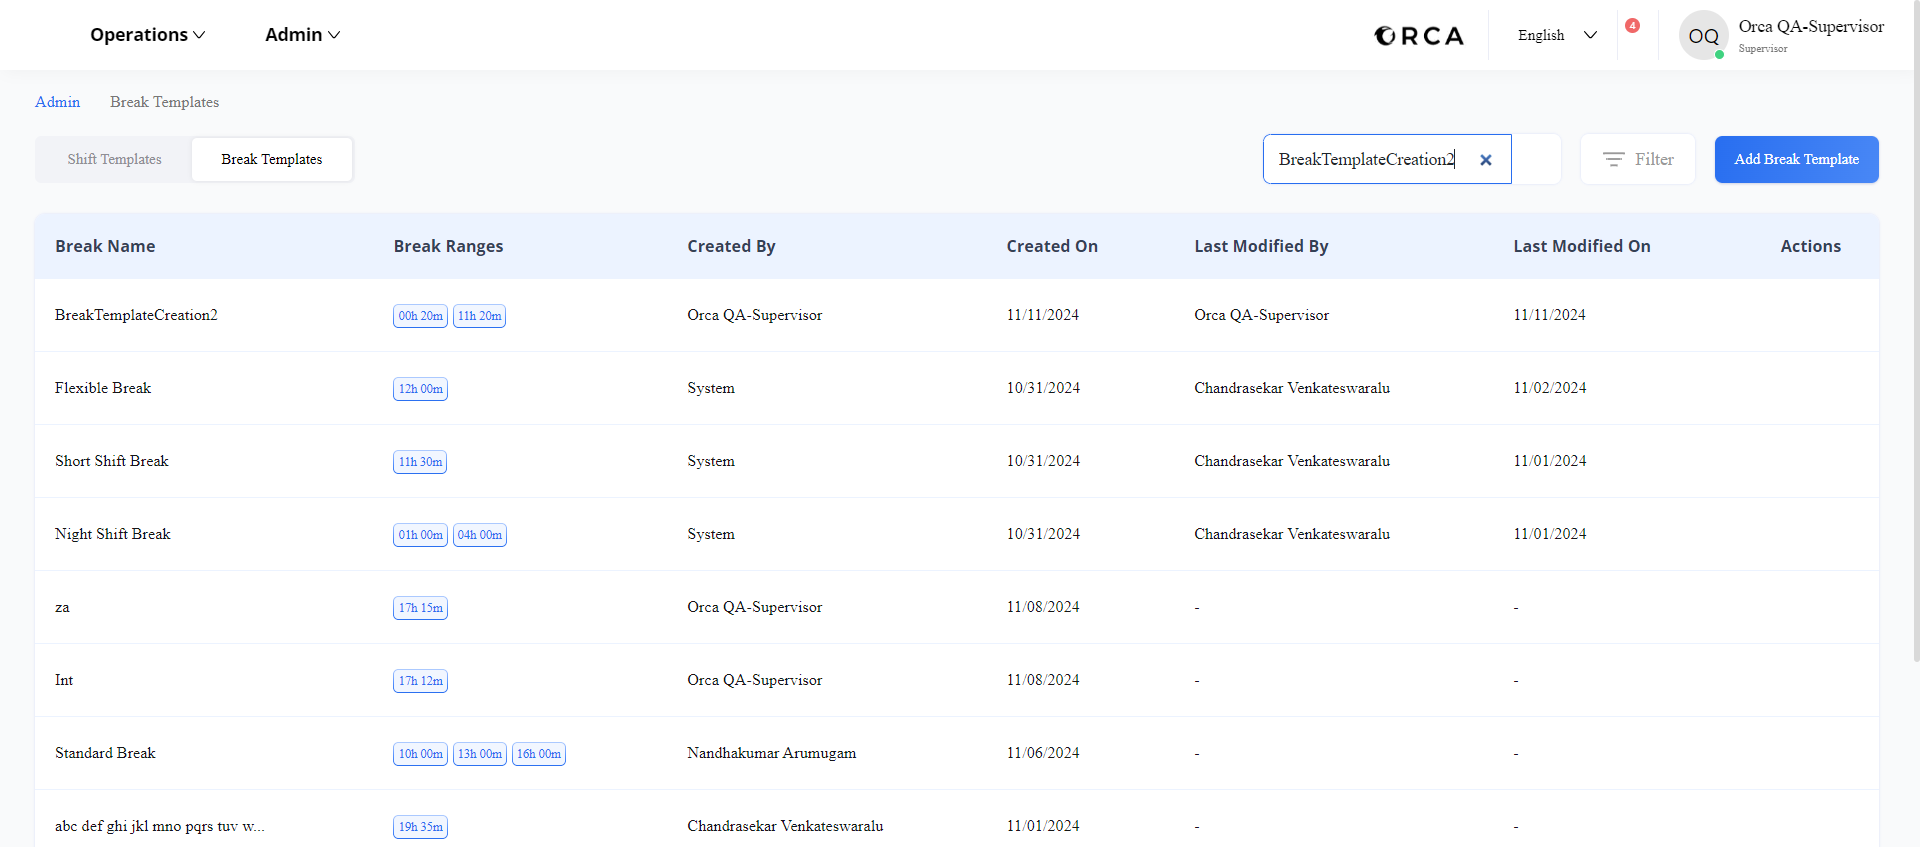 Operations Admin ORCA English 4 OQ Orca QA-Supervisor
Supervisor
Admin Break Templates
Shift Templates Break Templates BreakTemplateCreation2 Filter Add Break Template
Break Name Break Ranges Created By Created On Last Modified By Last Modified On Actions
BreakTemplateCreation2 00h 20m 11h 20m Orca QA-Supervisor 11/11/2024 Orca QA-Supervisor 11/11/2024
Flexible Break 12h 00m System 10/31/2024 Chandrasekar Venkateswaralu 11/02/2024
Short Shift Break 11h 30m System 10/31/2024 Chandrasekar Venkateswaralu 11/01/2024
Night Shift Break 01h 00m 04h 00m System 10/31/2024 Chandrasekar Venkateswaralu 11/01/2024
za 17h 15m Orca QA-Supervisor 11/08/2024 - -
Int 17h 12m Orca QA-Supervisor 11/08/2024 - -
Standard Break 10h 00m 13h 00m 16h 00m Nandhakumar Arumugam 11/06/2024 - -
abc def ghi jkl mno pqrs tuv w... 19h 35m Chandrasekar Venkateswaralu 11/01/2024 - -